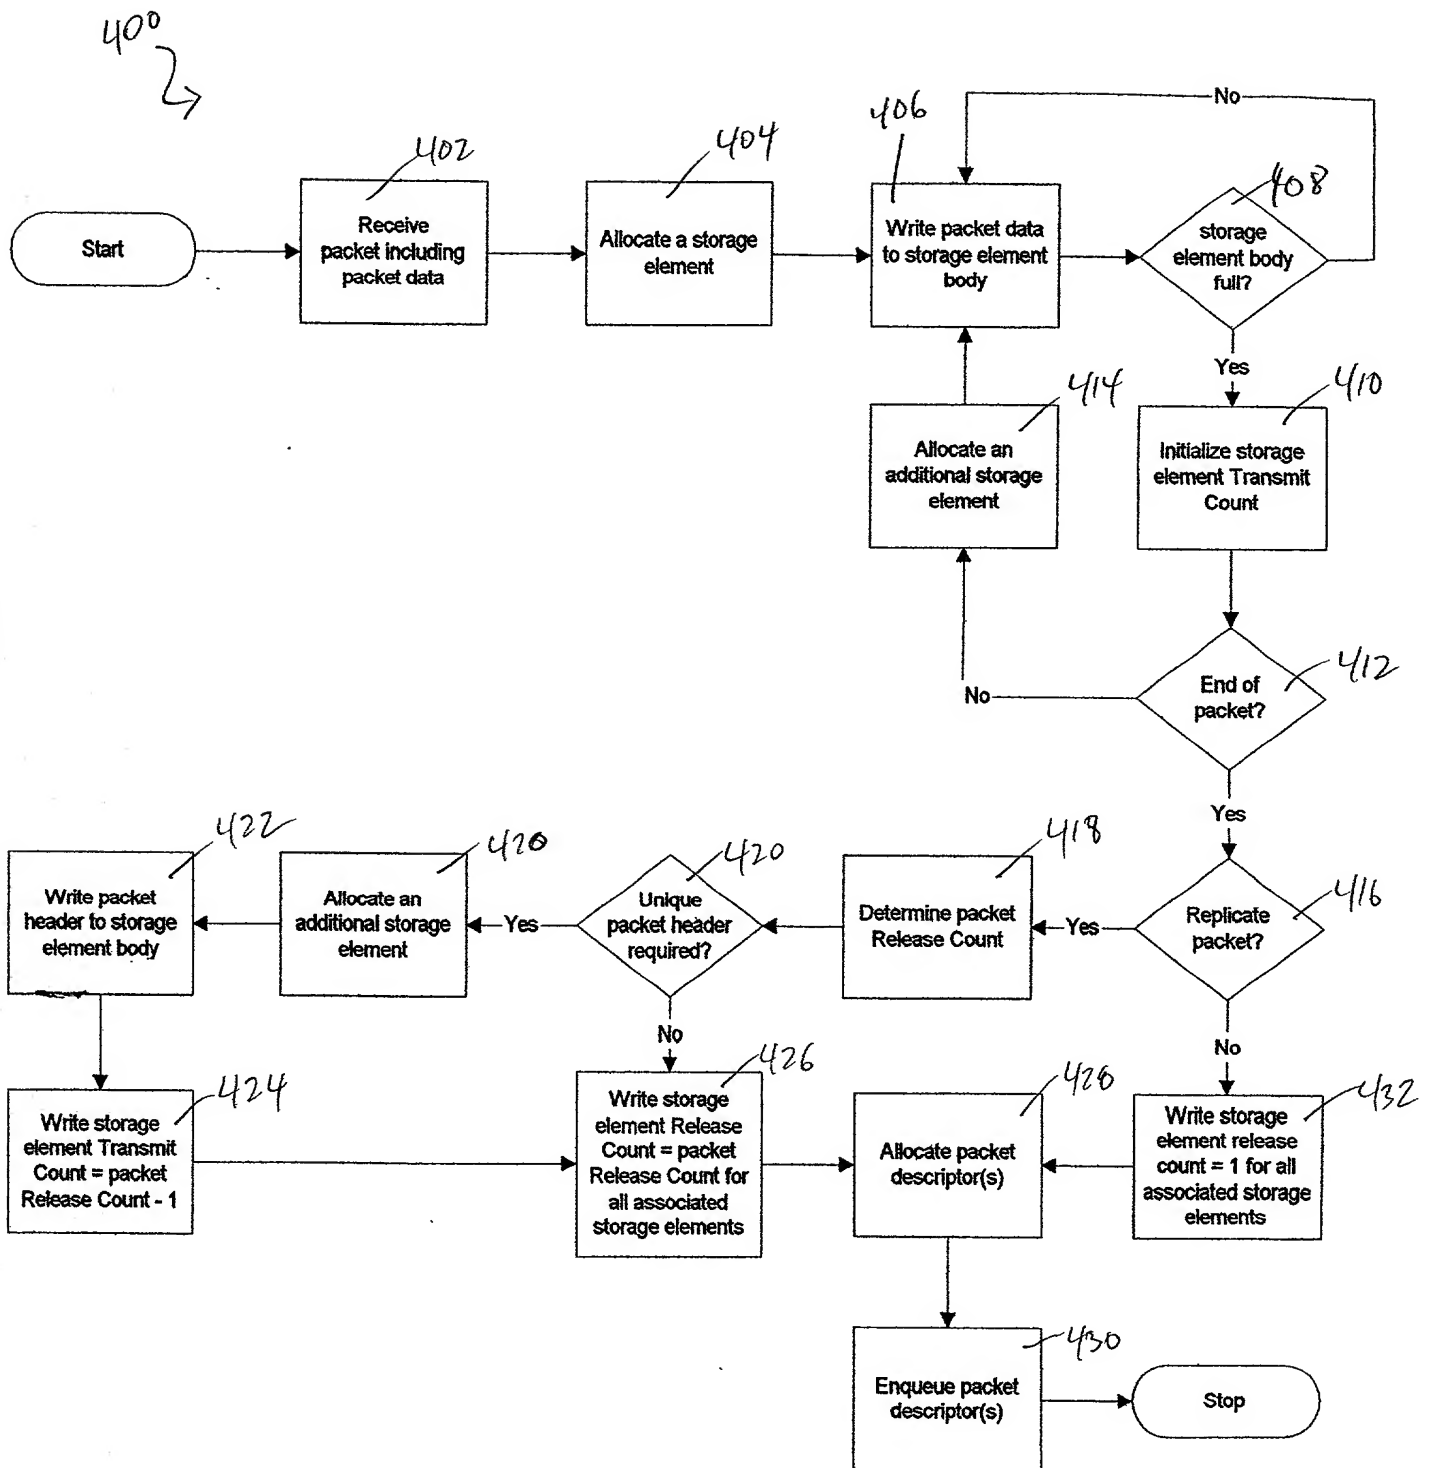 400
402
404
406
No
408
Start
Receive
packet including
packet data
Allocate a storage
element
Write packet data
to storage element
body
storage
element body
full?
Yes
414
410
Allocate an
additional storage
element
Initialize storage
element Transmit
Count
412
End of
packet?
No
Yes
422
420
420
418
416
Write packet
header to storage
element body
Allocate an
additional storage
element
Yes
Unique
packet header
required?
Determine packet
Release Count
Yes
Replicate
packet?
No
No
424
426
428
432
Write storage
element Transmit
Count = packet
Release Count - 1
Write storage
element Release
Count = packet
Release Count for
all associated
storage elements
Allocate packet
descriptor(s)
Write storage
element release
count = 1 for all
associated storage
elements
430
Enqueue packet
descriptor(s)
Stop